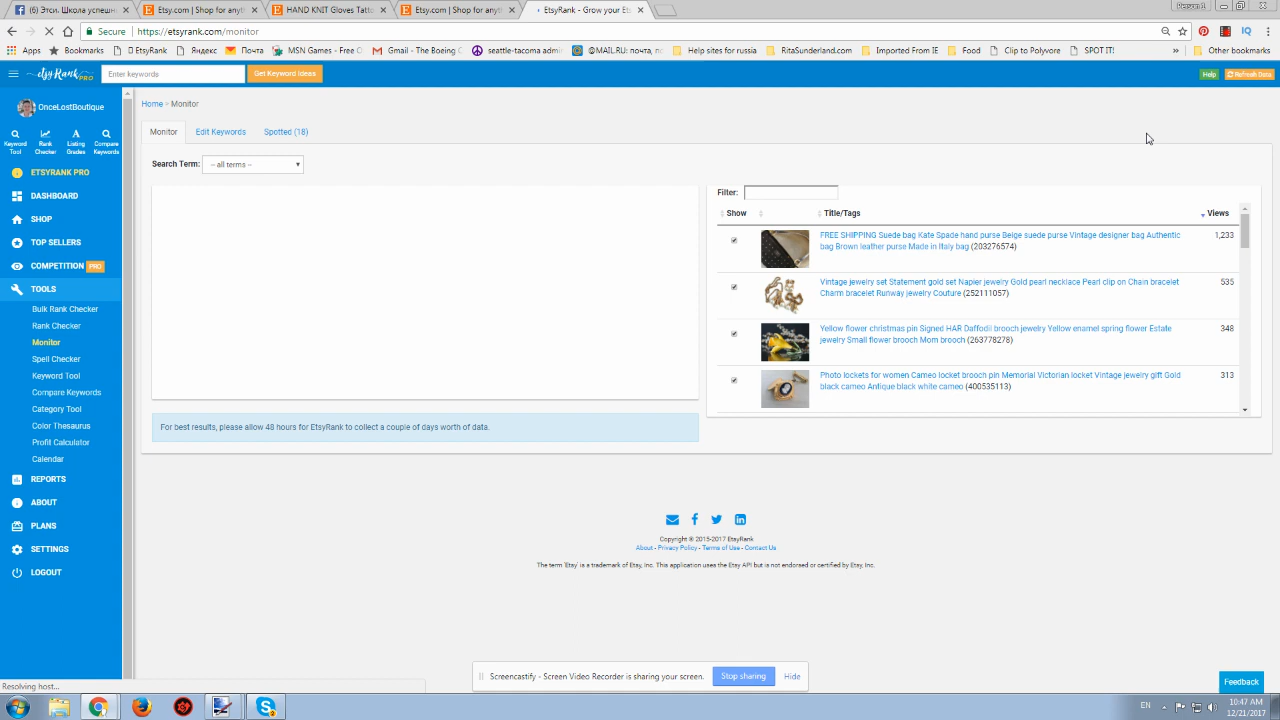 (6) Этси. Школа успешн
Etsy.com | Shop for anyt
HAND KNIT Gloves Tatto
Etsy.com | Shop for anyt
EtsyRank - Grow your Ets
Secure
https://etsyrank.com/monitor
Apps
Bookmarks
EtsyRank
Яндекс
Почта
MSN Games - Free O
Gmail - The Boeing C
seattle-tacoma admin
@MAIL.RU: почта, по
Help sites for russia
RitaSundesigns.com
Imported From IE
Food
Clip to Polyvore
SPOT IT!
»
Other bookmarks
etsyRank PRO
Enter keywords
Get Keyword Ideas
Help
Refresh Data
OnceLostBoutique
Keyword Tool
Rank Checker
Listing Grades
Compare Keywords
ETSYRANK PRO
DASHBOARD
SHOP
TOP SELLERS
COMPETITION PRO
TOOLS
Bulk Rank Checker
Rank Checker
Monitor
Spell Checker
Keyword Tool
Compare Keywords
Category Tool
Color Thesaurus
Profit Calculator
Calendar
REPORTS
ABOUT
PLANS
SETTINGS
LOGOUT
Home > Monitor
Monitor
Edit Keywords
Spotted (18)
Search Term:
-- all terms --
Filter:
Show
Title/Tags
Views
FREE SHIPPING Suede bag Kate Spade hand purse Beige suede purse Vintage designer bag Authentic
bag Brown leather purse Made in Italy bag (203276574)
1,233
Vintage jewelry set Statement gold set Napier jewelry Gold pearl necklace Pearl clip on Chain bracelet
Charm bracelet Runway jewelry Couture (252111057)
535
Yellow flower christmas pin Signed HAR Daffodil brooch jewelry Yellow enamel spring flower Estate
jewelry Small flower brooch Mom brooch (263778278)
348
Photo lockets for women Cameo locket brooch pin Memorial Victorian locket Vintage jewelry gift Gold
black cameo Antique black white cameo (400535113)
313
For best results, please allow 48 hours for EtsyRank to collect a couple of days worth of data.
Copyright © 2015-2017 EtsyRank
About - Privacy Policy - Terms of Use - Contact Us
The term 'Etsy' is a trademark of Etsy, Inc. This application uses the Etsy API but is not endorsed or certified by Etsy, Inc.
Screencastify - Screen Video Recorder is sharing your screen.
Stop sharing
Hide
Feedback
Resolving host...
EN
10:47 AM
12/21/2017